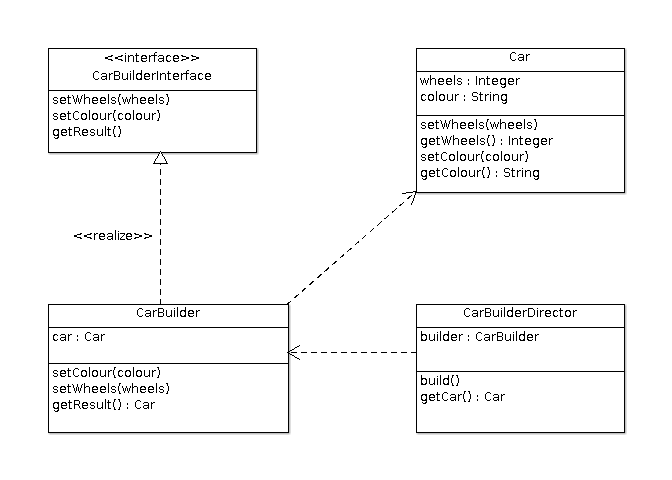 <<interface>>
CarBuilderInterface
setWheels(wheels)
setColour(colour)
getResult()
Car
wheels : Integer
colour : String
setWheels(wheels)
getWheels() : Integer
setColour(colour)
getColour() : String
<<realize>>
CarBuilder
car : Car
setColour(colour)
setWheels(wheels)
getResult() : Car
CarBuilderDirector
builder : CarBuilder
build()
getCar() : Car